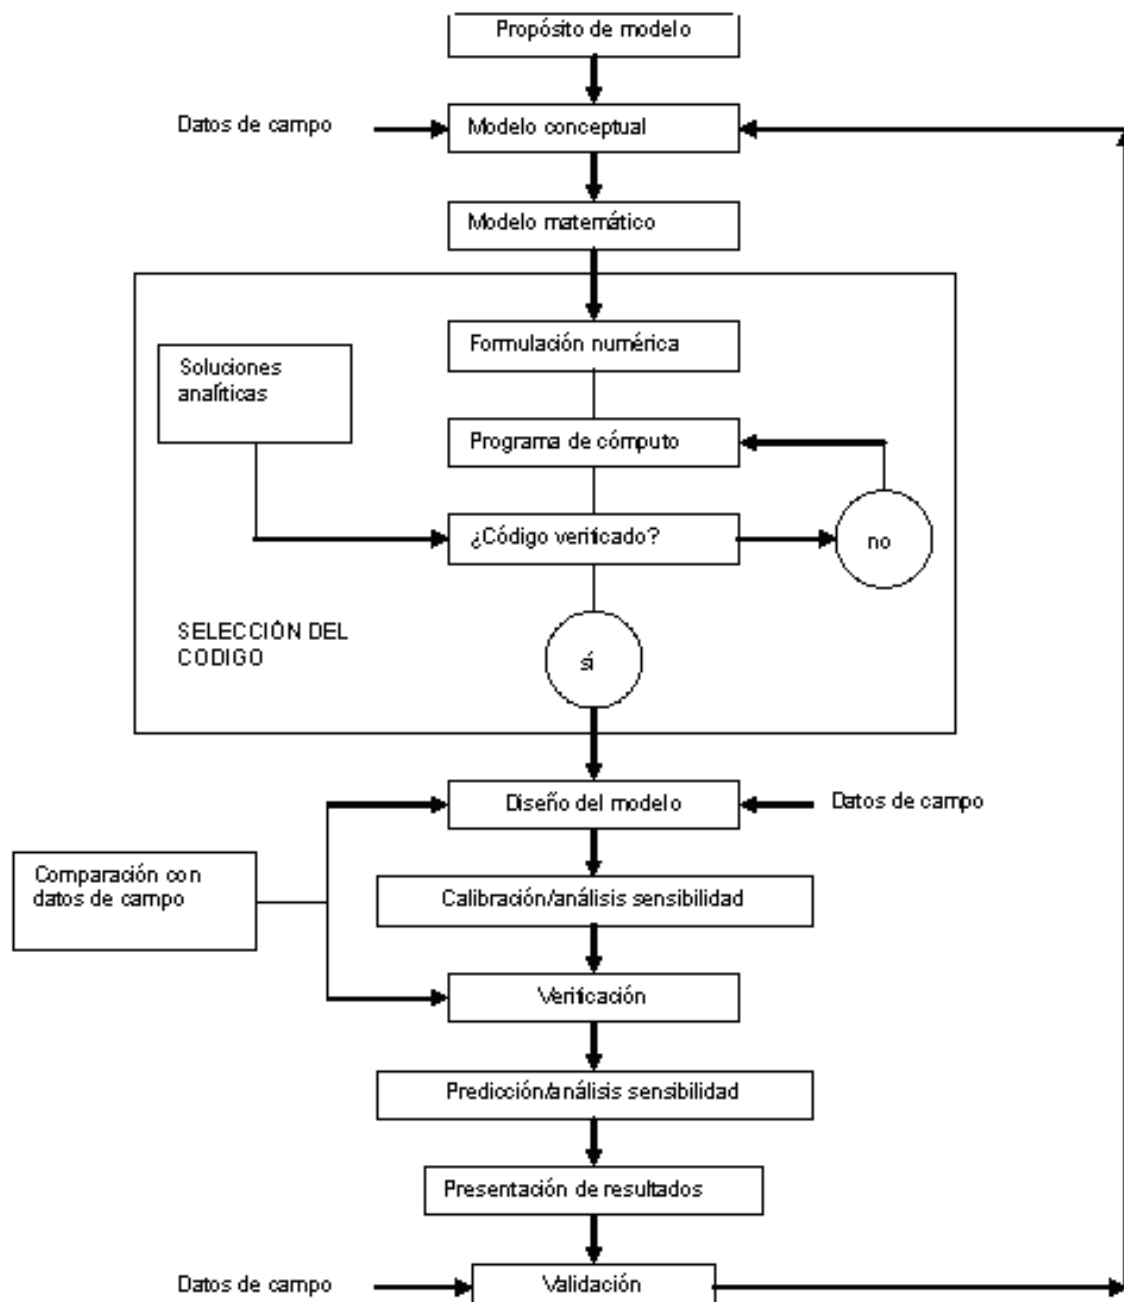 Propósito de modelo
Datos de campo
Modelo conceptual
Modelo matemático
Formulación numérica
Soluciones
analíticas
Programa de cómputo
¿Código verificado?
no
SELECCIÓN DEL
CODIGO
sí
Diseño del modelo
Datos de campo
Comparación con
datos de campo
Calibración/análisis sensibilidad
Verificación
Predicción/análisis sensibilidad
Presentación de resultados
Datos de campo
Validación